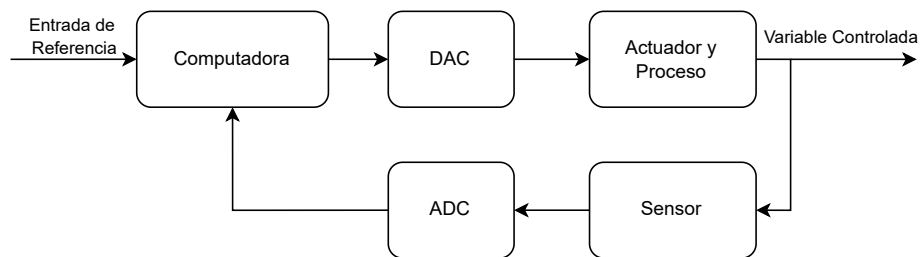 Entrada de
Referencia
Computadora
DAC
Actuador y
Proceso
Variable Controlada
ADC
Sensor